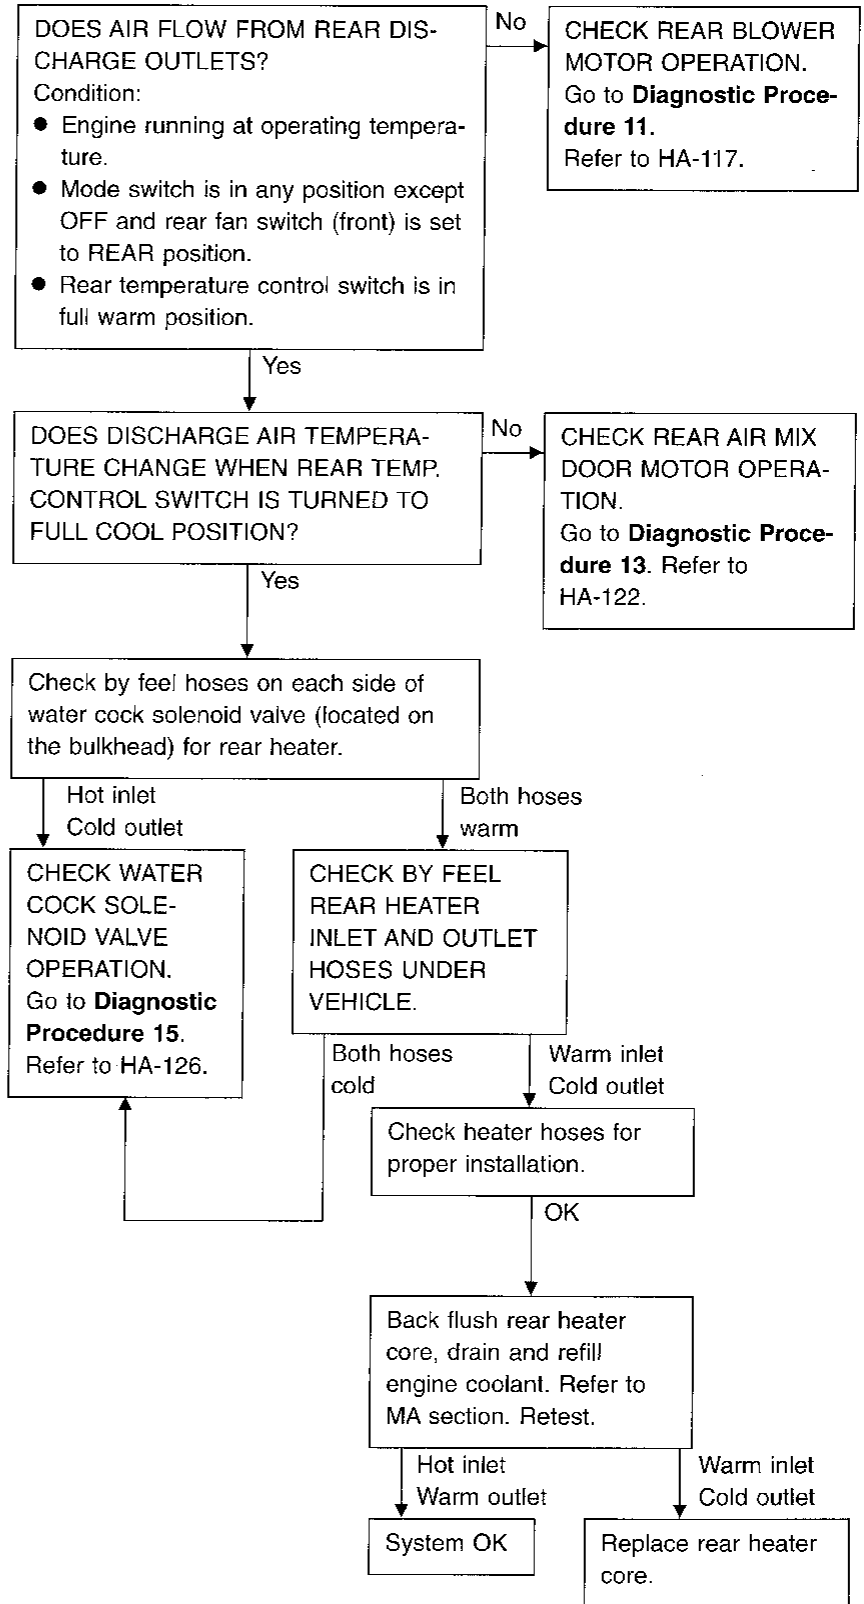 DOES AIR FLOW FROM REAR DIS-
CHARGE OUTLETS?
Condition:
● Engine running at operating tempera-
ture.
● Mode switch is in any position except
OFF and rear fan switch (front) is set
to REAR position.
● Rear temperature control switch is in
full warm position.
No
CHECK REAR BLOWER
MOTOR OPERATION.
Go to Diagnostic Proce-
dure 11.
Refer to HA-117.
Yes
DOES DISCHARGE AIR TEMPERA-
TURE CHANGE WHEN REAR TEMP.
CONTROL SWITCH IS TURNED TO
FULL COOL POSITION?
No
CHECK REAR AIR MIX
DOOR MOTOR OPERA-
TION.
Go to Diagnostic Proce-
dure 13. Refer to
HA-122.
Yes
Check by feel hoses on each side of
water cock solenoid valve (located on
the bulkhead) for rear heater.
Hot inlet
Cold outlet
Both hoses
warm
CHECK WATER
COCK SOLE-
NOID VALVE
OPERATION.
Go to Diagnostic
Procedure 15.
Refer to HA-126.
CHECK BY FEEL
REAR HEATER
INLET AND OUTLET
HOSES UNDER
VEHICLE.
Both hoses
cold
Warm inlet
Cold outlet
Check heater hoses for
proper installation.
OK
Back flush rear heater
core, drain and refill
engine coolant. Refer to
MA section. Retest.
Hot inlet
Warm outlet
Warm inlet
Cold outlet
System OK
Replace rear heater
core.